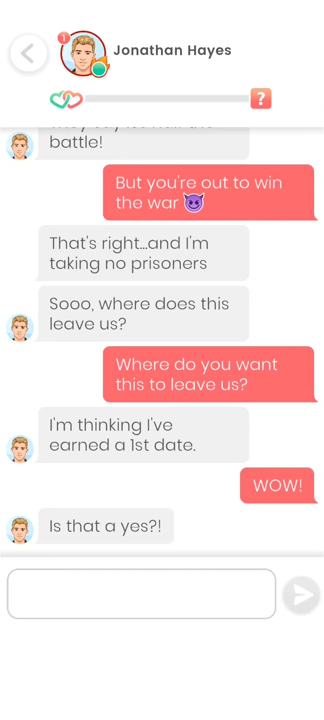 1
Jonathan Hayes
?
battle!
But you're out to win
the war 😈
That's right...and I'm
taking no prisoners
Sooo, where does this
leave us?
Where do you want
this to leave us?
I'm thinking I've
earned a 1st date.
WOW!
Is that a yes?!